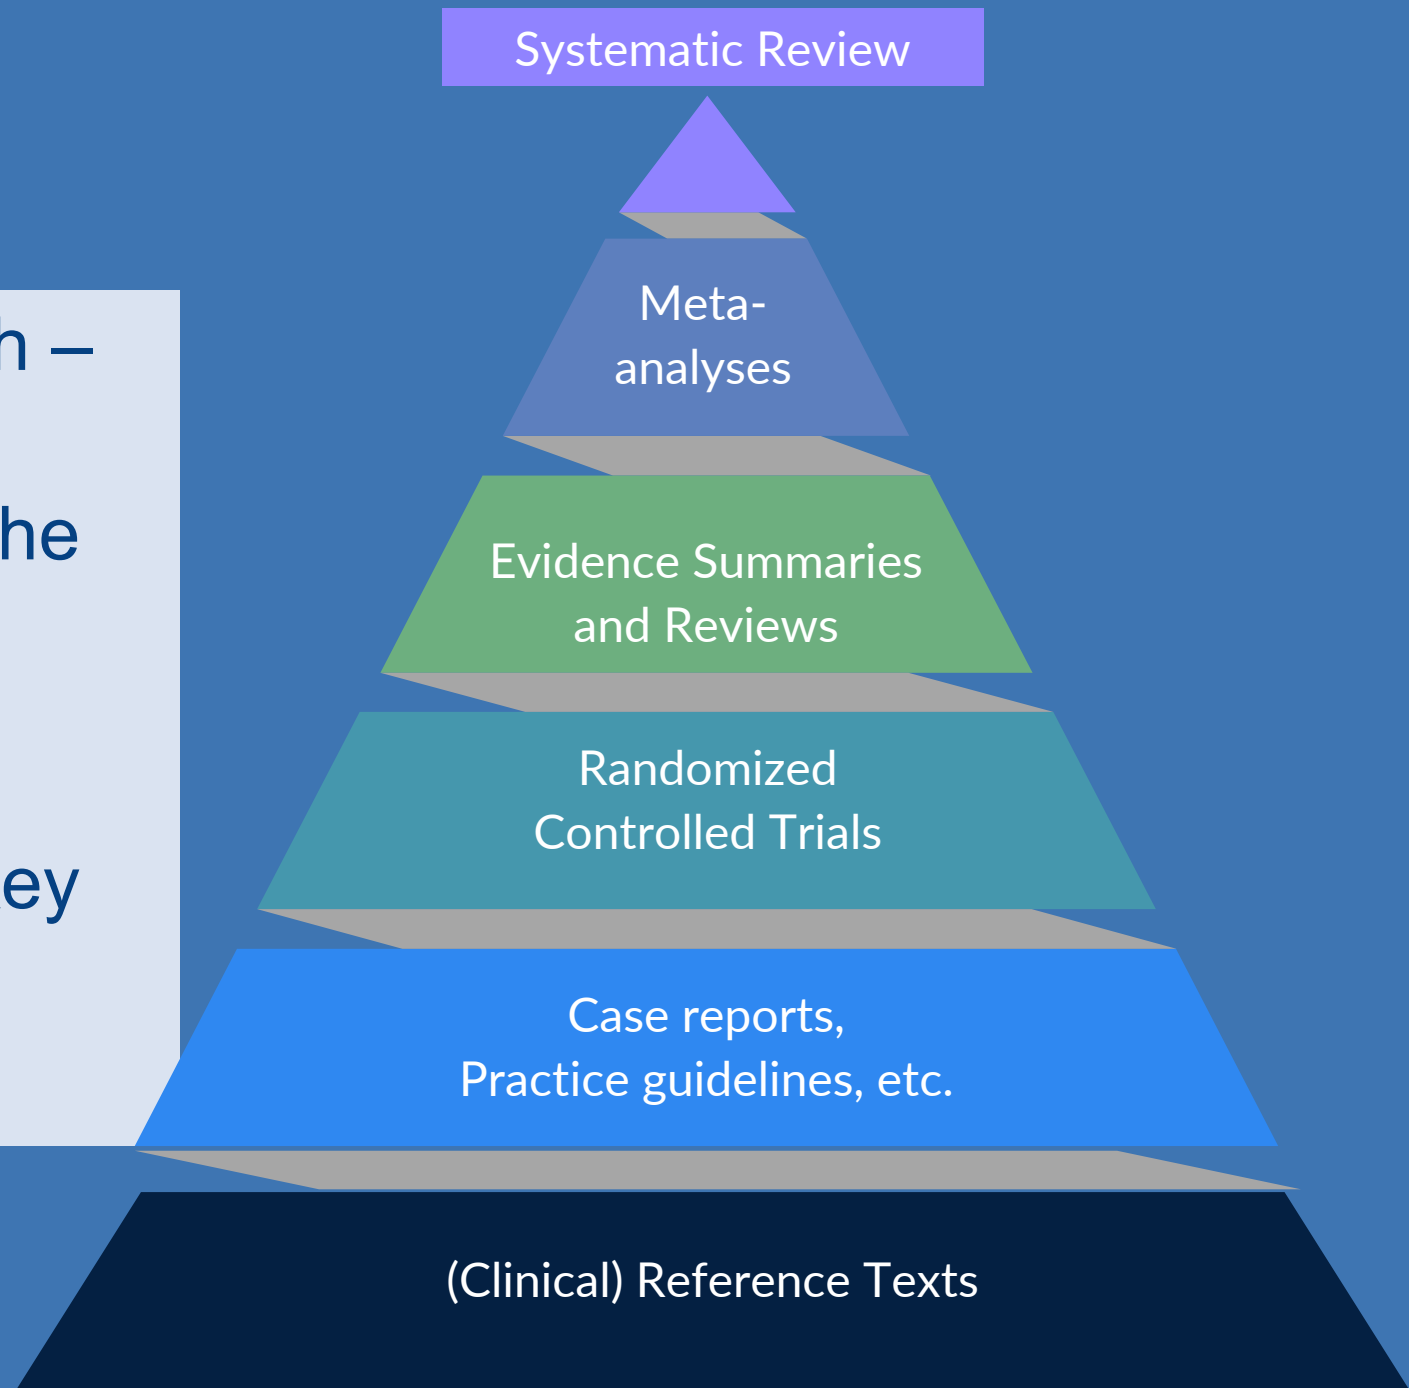 Systematic Review
Meta-
analyses
Evidence Summaries
and Reviews
Randomized
Controlled Trials
Case reports,
Practice guidelines, etc.
(Clinical) Reference Texts